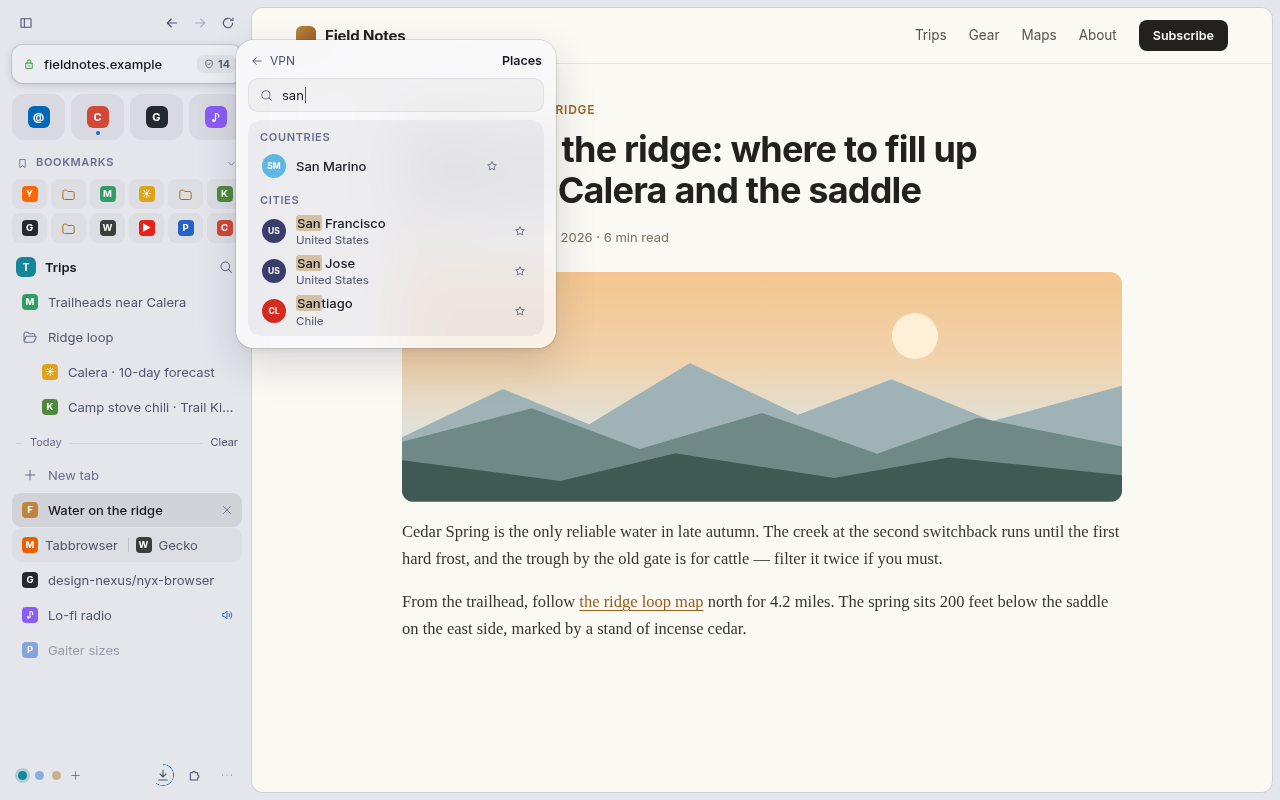 fieldnotes.example
14
@
C
G
BOOKMARKS
Y
M
K
G
W
P
C
T
Trips
M
Trailheads near Calera
Ridge loop
Calera · 10-day forecast
K
Camp stove chili · Trail Ki...
Today
Clear
New tab
F
Water on the ridge
M
Tabbrowser
W
Gecko
G
design-nexus/nyx-browser
Lo-fi radio
P
Gaiter sizes
VPN
Places
san
COUNTRIES
SM
San Marino
CITIES
US
San Francisco
United States
US
San Jose
United States
CL
Santiago
Chile
Field Notes
Trips
Gear
Maps
About
Subscribe
RIDGE
the ridge: where to fill up
Calera and the saddle
2026 · 6 min read
Cedar Spring is the only reliable water in late autumn. The creek at the second switchback runs until the first
hard frost, and the trough by the old gate is for cattle — filter it twice if you must.
From the trailhead, follow the ridge loop map north for 4.2 miles. The spring sits 200 feet below the saddle
on the east side, marked by a stand of incense cedar.